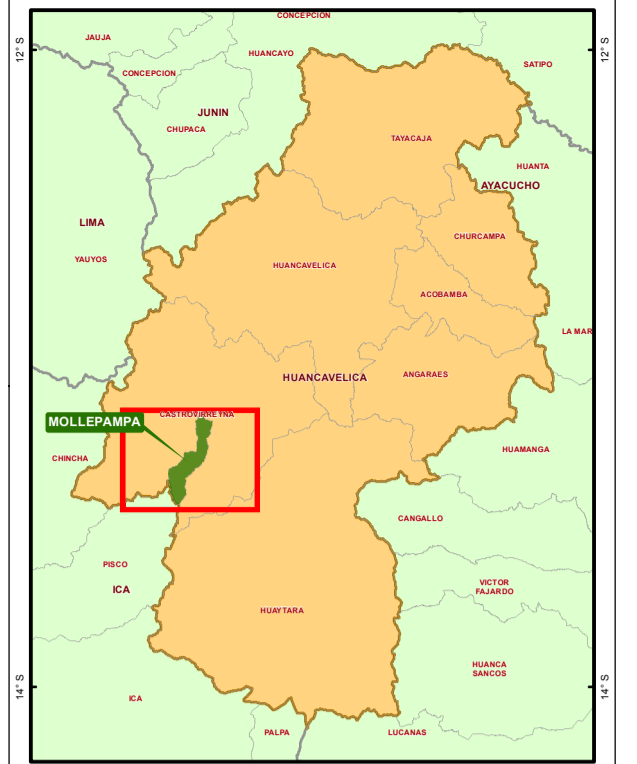 CONCEPCION
JAUJA
HUANCAYO
12° S
12° S
SATIPO
CONCEPCION
JUNIN
CHUPACA
TAYACAJA
HUANTA
AYACUCHO
LIMA
CHURCAMPA
YAUYOS
HUANCAVELICA
ACOBAMBA
LA MAR
HUANCAVELICA
ANGARAES
CASTROVIRREYNA
MOLLEPAMPA
HUAMANGA
CHINCHA
CANGALLO
PISCO
ICA
VICTOR
FAJARDO
HUAYTARA
HUANCA
SANCOS
14° S
14° S
ICA
PALPA
LUCANAS